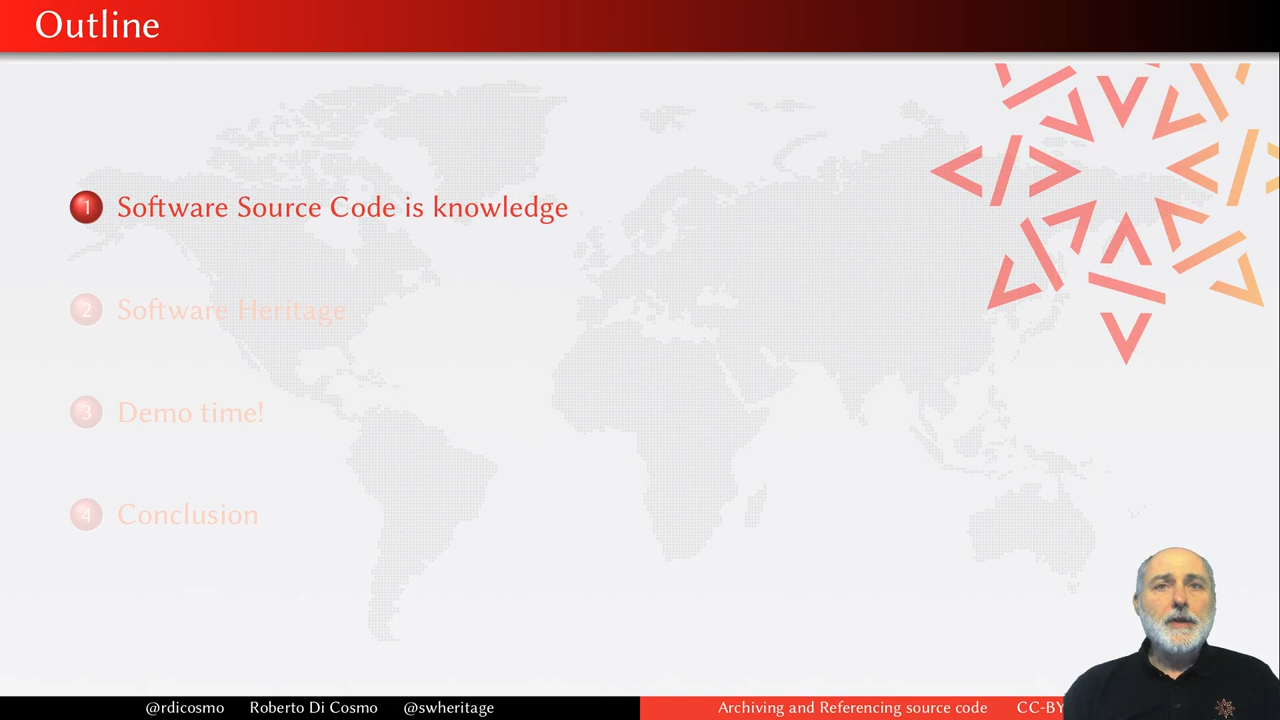 Outline
1 Software Source Code is knowledge
2 Software Heritage
3 Demo time!
4 Conclusion
@rdicosmo Roberto Di Cosmo @swheritage Archiving and Referencing source code CC-BY